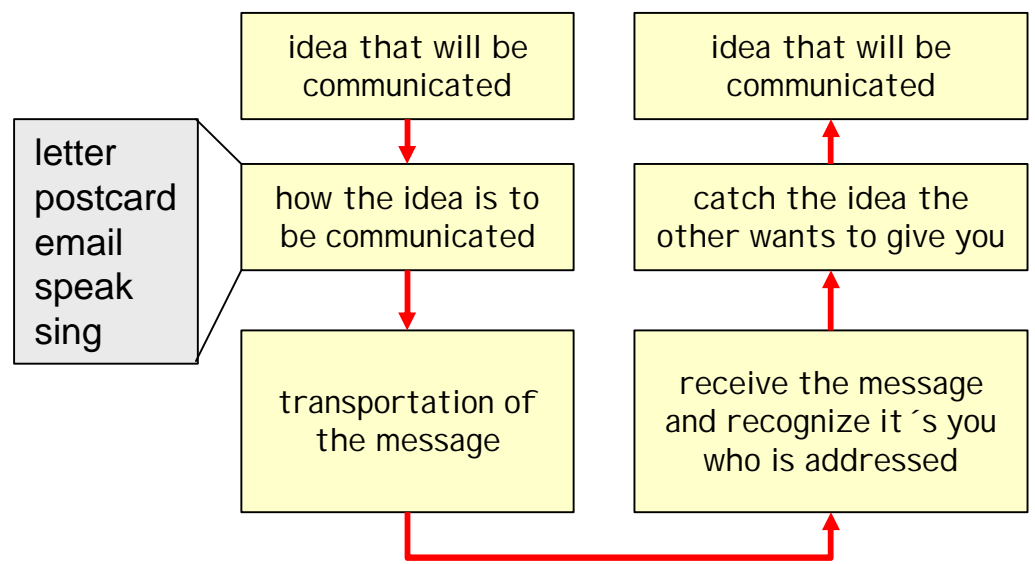 idea that will be
communicated
how the idea is to
be communicated
letter
postcard
email
speak
sing
transportation of
the message
receive the message
and recognize it´s you
who is addressed
catch the idea the
other wants to give you
idea that will be
communicated